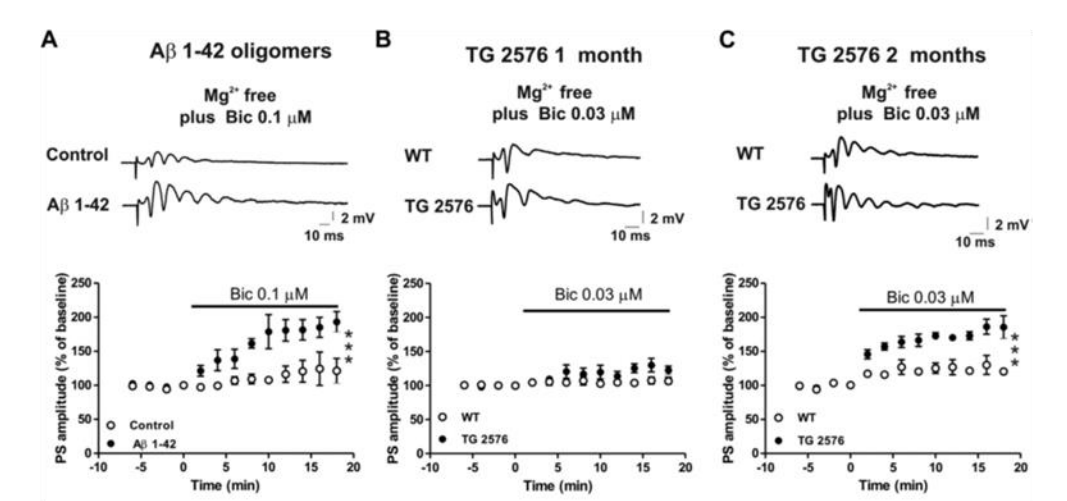 A
Aβ 1-42 oligomers
Mg²⁺ free
plus Bic 0.1 μM
Control
Aβ 1-42
2 mV
10 ms
PS amplitude (% of baseline)
250
200
150
100
50
0
Bic 0.1 μM
***
Control
Aβ 1-42
-10 -5 0 5 10 15 20
Time (min)
B
TG 2576 1 month
Mg²⁺ free
plus Bic 0.03 μM
WT
TG 2576
2 mV
10 ms
PS amplitude (% of baseline)
250
200
150
100
50
0
Bic 0.03 μM
WT
TG 2576
-10 -5 0 5 10 15 20
Time (min)
C
TG 2576 2 months
Mg²⁺ free
plus Bic 0.03 μM
WT
TG 2576
2 mV
10 ms
PS amplitude (% of baseline)
250
200
150
100
50
0
Bic 0.03 μM
***
WT
TG 2576
-10 -5 0 5 10 15 20
Time (min)